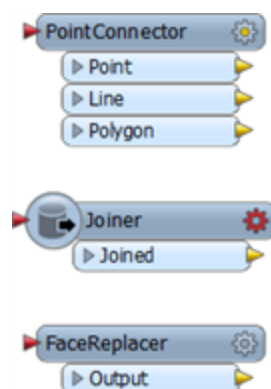 PointConnector
Point
Line
Polygon
Joiner
Joined
FaceReplacer
Output